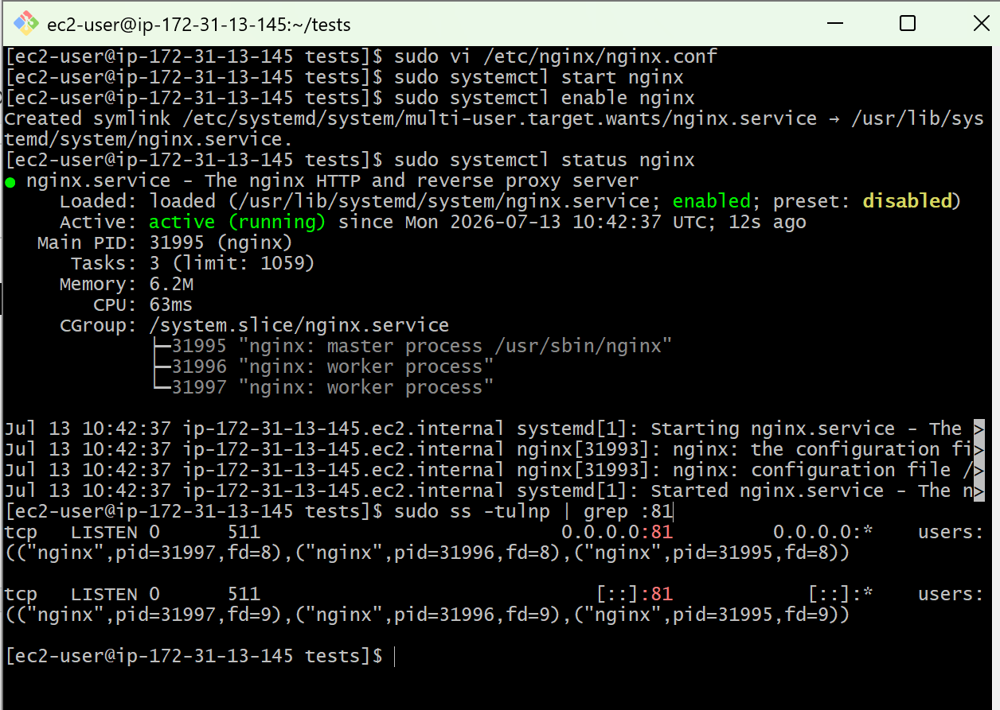 ec2-user@ip-172-31-13-145:~/tests
[ec2-user@ip-172-31-13-145 tests]$ sudo vi /etc/nginx/nginx.conf
[ec2-user@ip-172-31-13-145 tests]$ sudo systemctl start nginx
[ec2-user@ip-172-31-13-145 tests]$ sudo systemctl enable nginx
Created symlink /etc/systemd/system/multi-user.target.wants/nginx.service → /usr/lib/sys
temd/system/nginx.service.
[ec2-user@ip-172-31-13-145 tests]$ sudo systemctl status nginx
● nginx.service - The nginx HTTP and reverse proxy server
     Loaded: loaded (/usr/lib/systemd/system/nginx.service; enabled; preset: disabled)
     Active: active (running) since Mon 2026-07-13 10:42:37 UTC; 12s ago
   Main PID: 31995 (nginx)
      Tasks: 3 (limit: 1059)
     Memory: 6.2M
        CPU: 63ms
     CGroup: /system.slice/nginx.service
             ├─31995 "nginx: master process /usr/sbin/nginx"
             ├─31996 "nginx: worker process"
             └─31997 "nginx: worker process"
Jul 13 10:42:37 ip-172-31-13-145.ec2.internal systemd[1]: Starting nginx.service - The >
Jul 13 10:42:37 ip-172-31-13-145.ec2.internal nginx[31993]: nginx: the configuration fi>
Jul 13 10:42:37 ip-172-31-13-145.ec2.internal nginx[31993]: nginx: configuration file />
Jul 13 10:42:37 ip-172-31-13-145.ec2.internal systemd[1]: Started nginx.service - The n>
[ec2-user@ip-172-31-13-145 tests]$ sudo ss -tulnp | grep :81
tcp   LISTEN 0      511                           0.0.0.0:81         0.0.0.0:*    users:
(("nginx",pid=31997,fd=8),("nginx",pid=31996,fd=8),("nginx",pid=31995,fd=8))
tcp   LISTEN 0      511                              [::]:81            [::]:*    users:
(("nginx",pid=31997,fd=9),("nginx",pid=31996,fd=9),("nginx",pid=31995,fd=9))
[ec2-user@ip-172-31-13-145 tests]$